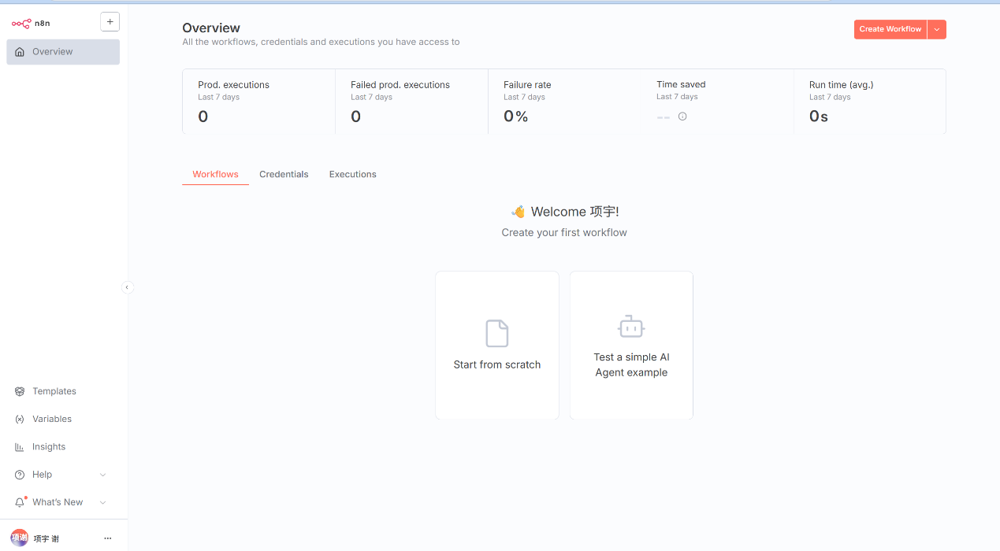 n8n
+
Overview
Overview
All the workflows, credentials and executions you have access to
Create Workflow
Prod. executions
Last 7 days
0
Failed prod. executions
Last 7 days
0
Failure rate
Last 7 days
0%
Time saved
Last 7 days
--
Run time (avg.)
Last 7 days
0s
Workflows
Credentials
Executions
👋 Welcome 项宇!
Create your first workflow
Start from scratch
Test a simple AI
Agent example
Templates
Variables
Insights
Help
What's New
项谢
项宇 谢
...